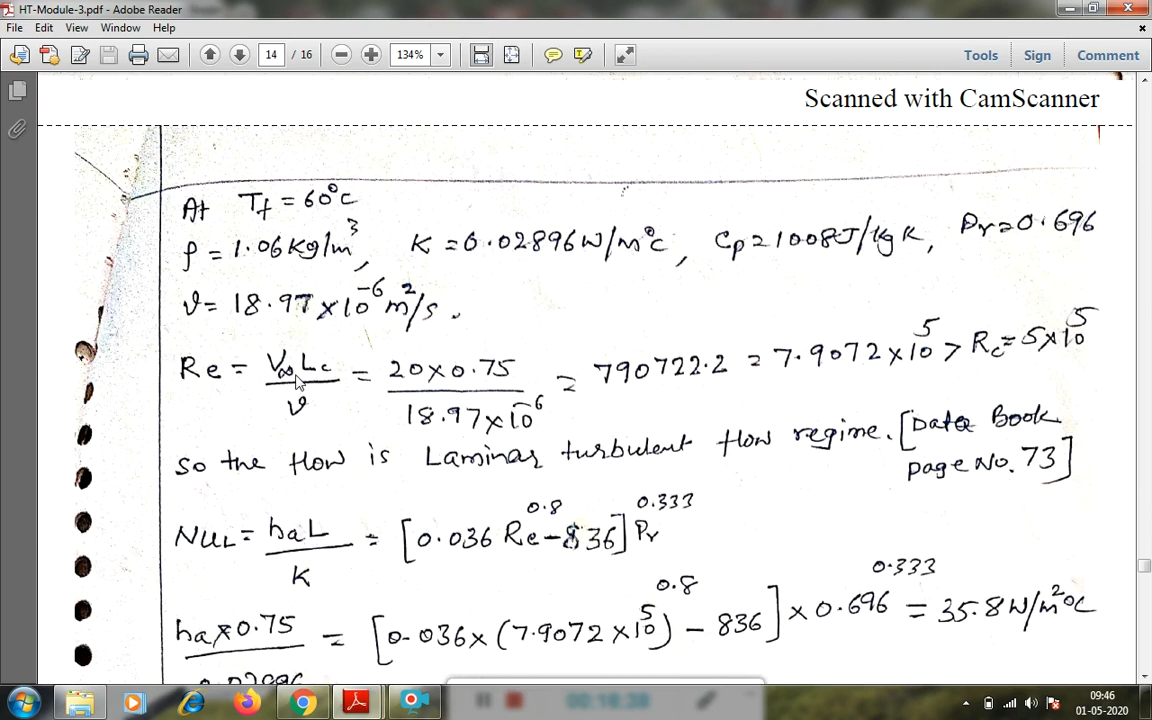 HT-Module-3.pdf - Adobe Reader
File Edit View Window Help
14 / 16 134% Tools Sign Comment
Scanned with CamScanner
At Tf = 60°C
ρ = 1.06 Kg/m³, K = 0.02896 W/m°C, Cp = 1008 J/kg K, Pr = 0.696
ν = 18.97 × 10⁻⁶ m²/s.
Re = V∞ Lc / ν = 20 × 0.75 / 18.97 × 10⁻⁶ = 790722.2 = 7.9072 × 10⁵ > Rc = 5 × 10⁵
so the flow is Laminar turbulent flow regime. [Data Book
page No. 73]
NuL = haL / K = [0.036 Re^0.8 - 836] Pr^0.333
ha × 0.75 / 0.02896 = [0.036 × (7.9072 × 10⁵)^0.8 - 836] × 0.696^0.333 = 35.8 W/m²°C
00:18:39
09:46
01-05-2020